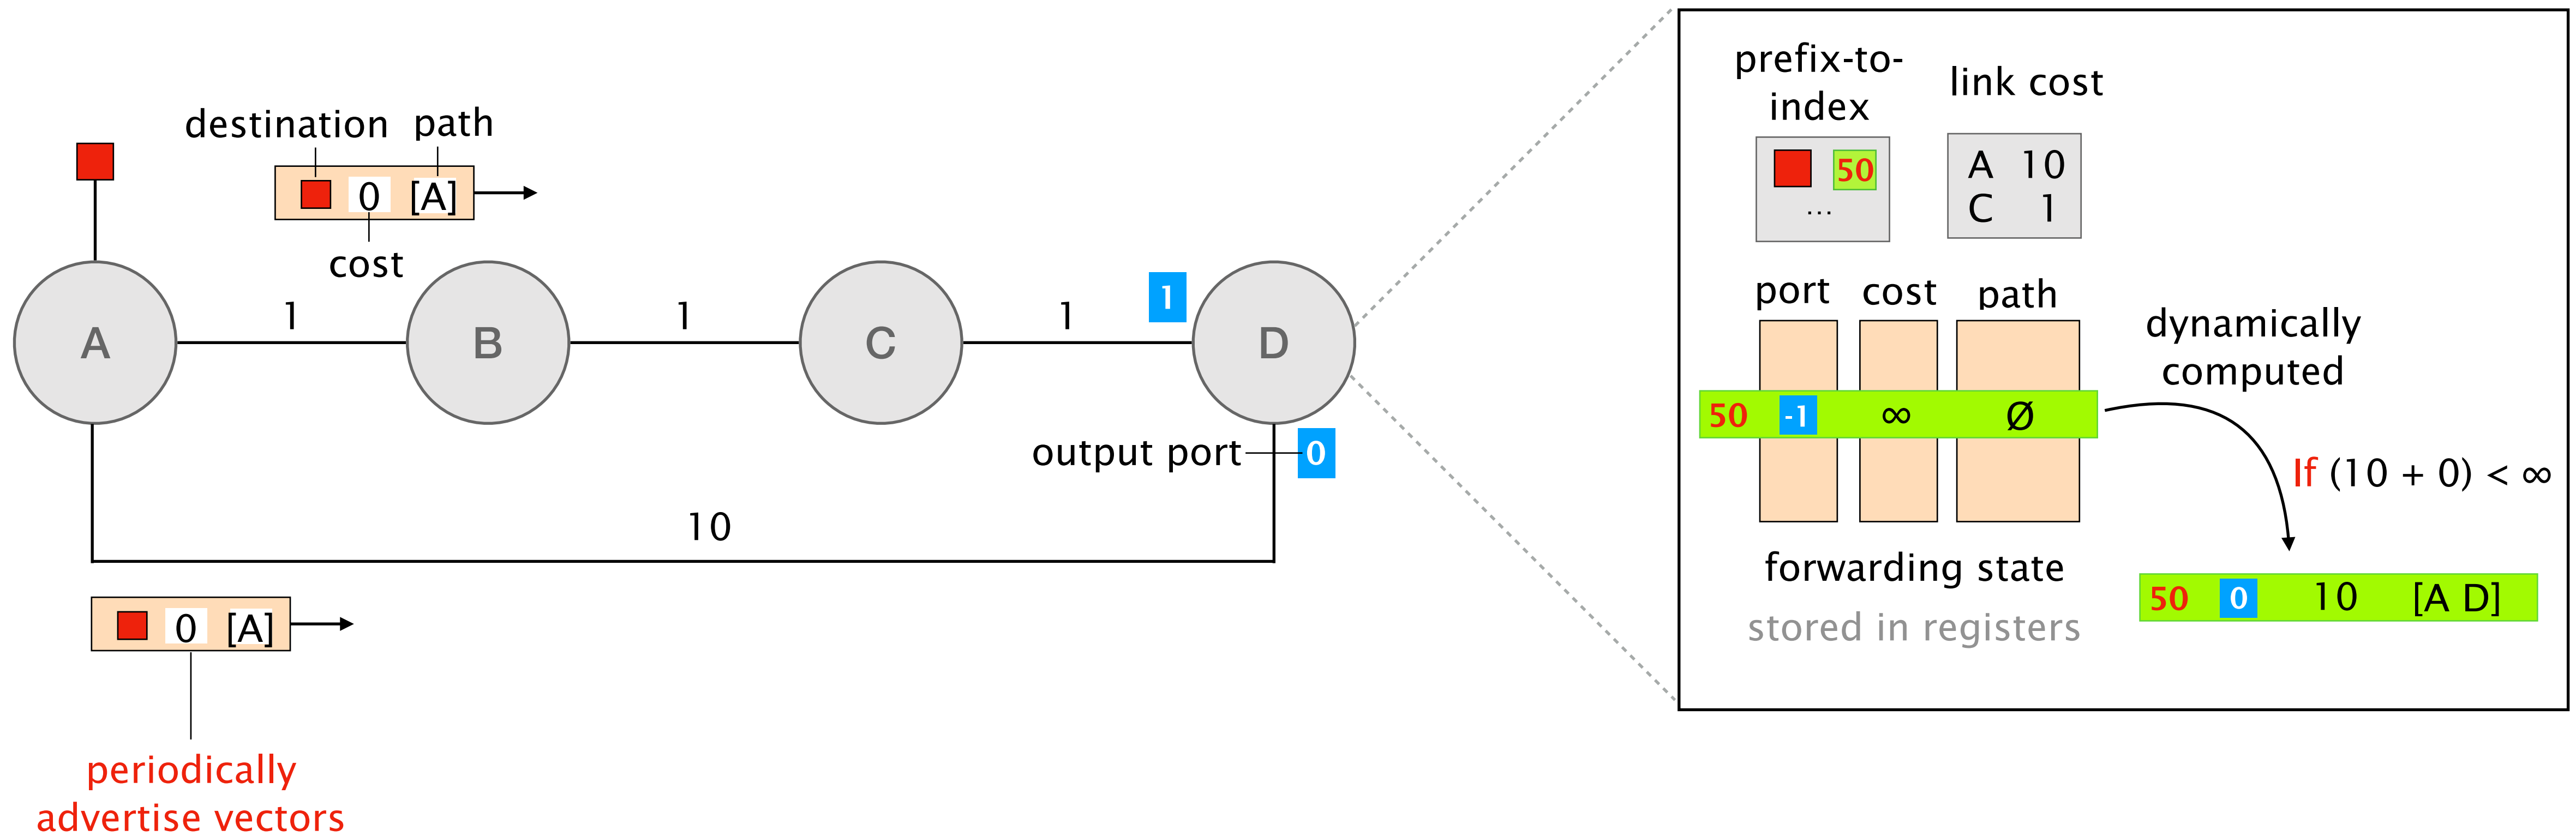 destination path
0 [A]
cost
A
1
B
1
C
1
1
D
output port
0
10
0 [A]
periodically
advertise vectors
prefix-to-
index
50
...
link cost
A 10
C 1
port cost path
50 -1 ∞ Ø
forwarding state
stored in registers
dynamically
computed
If (10 + 0) < ∞
50 0 10 [A D]